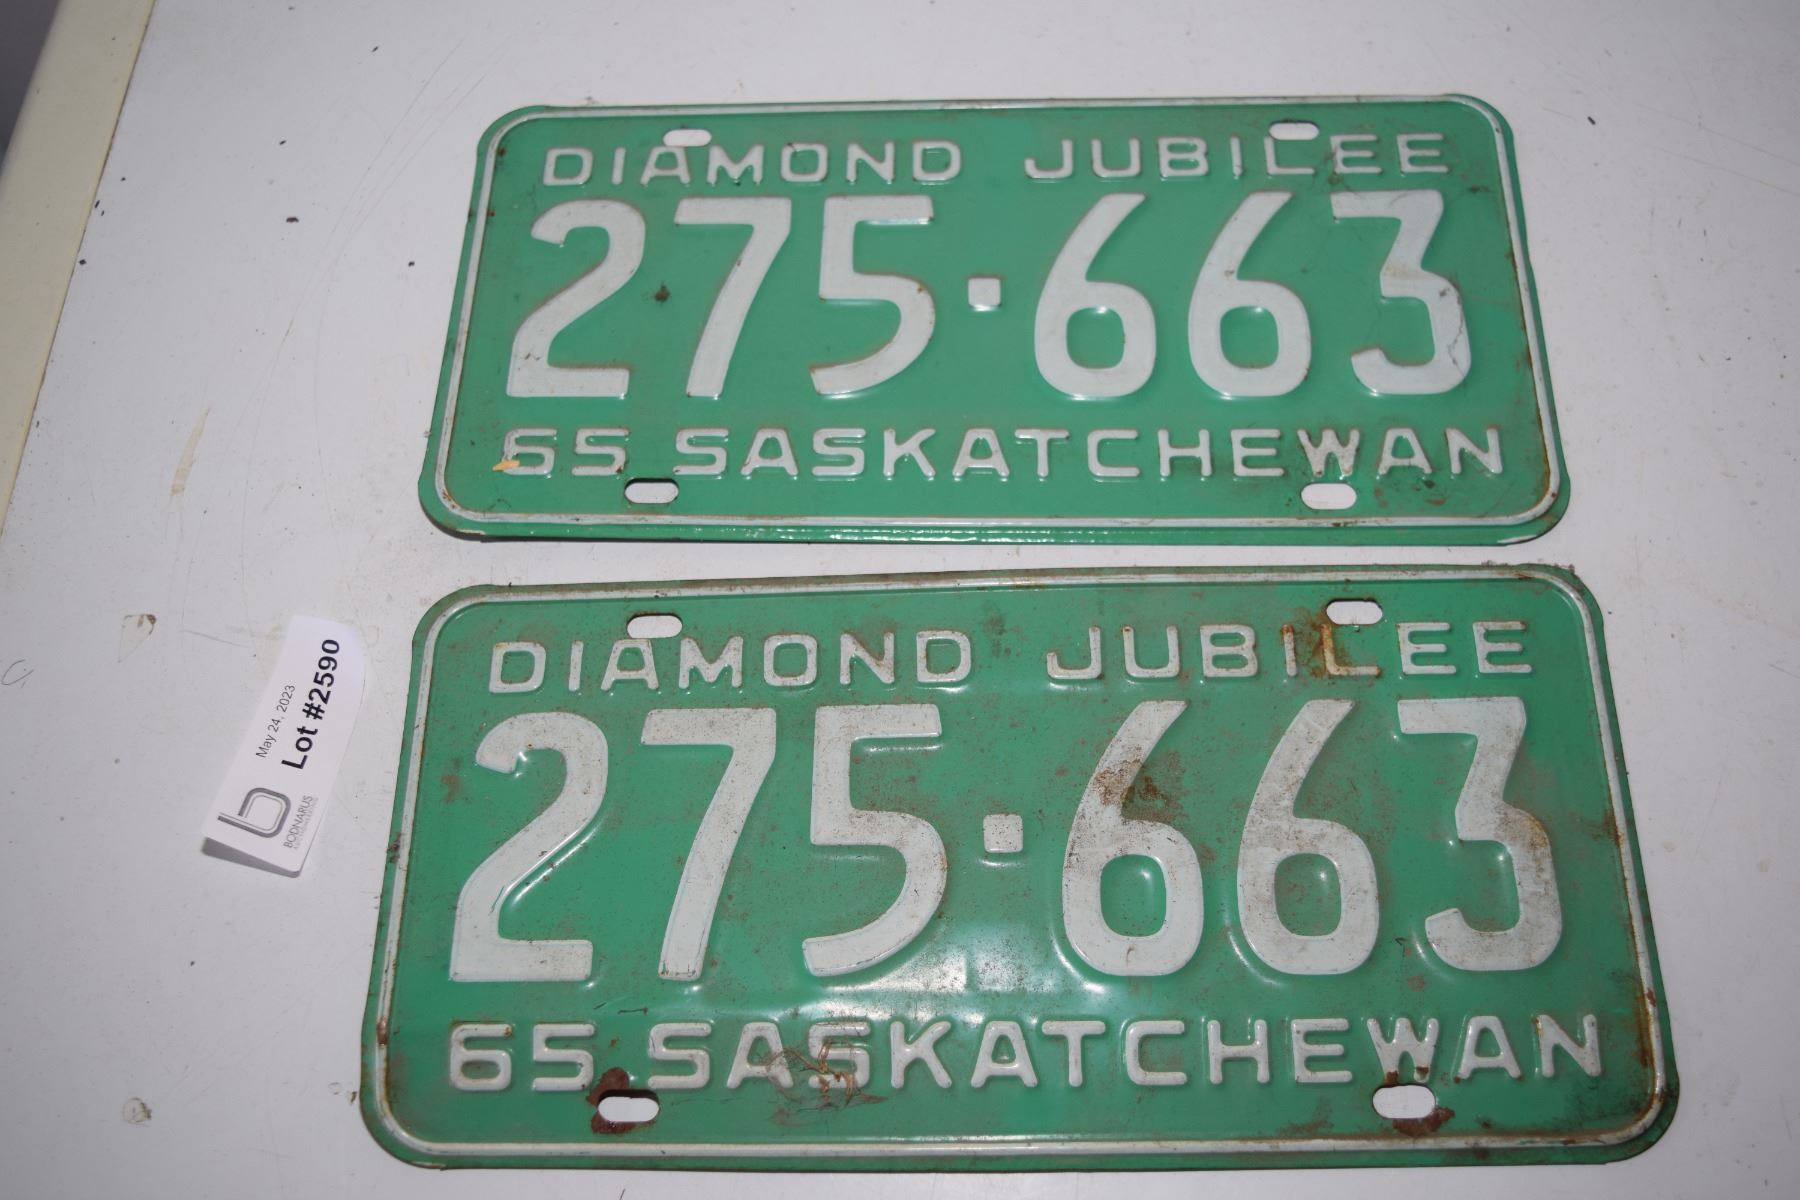 DIAMOND JUBILEE
275·663
65 SASKATCHEWAN
DIAMOND JUBILEE
275·663
65 SASKATCHEWAN
May 24, 2023
Lot #2590
BODNARUS